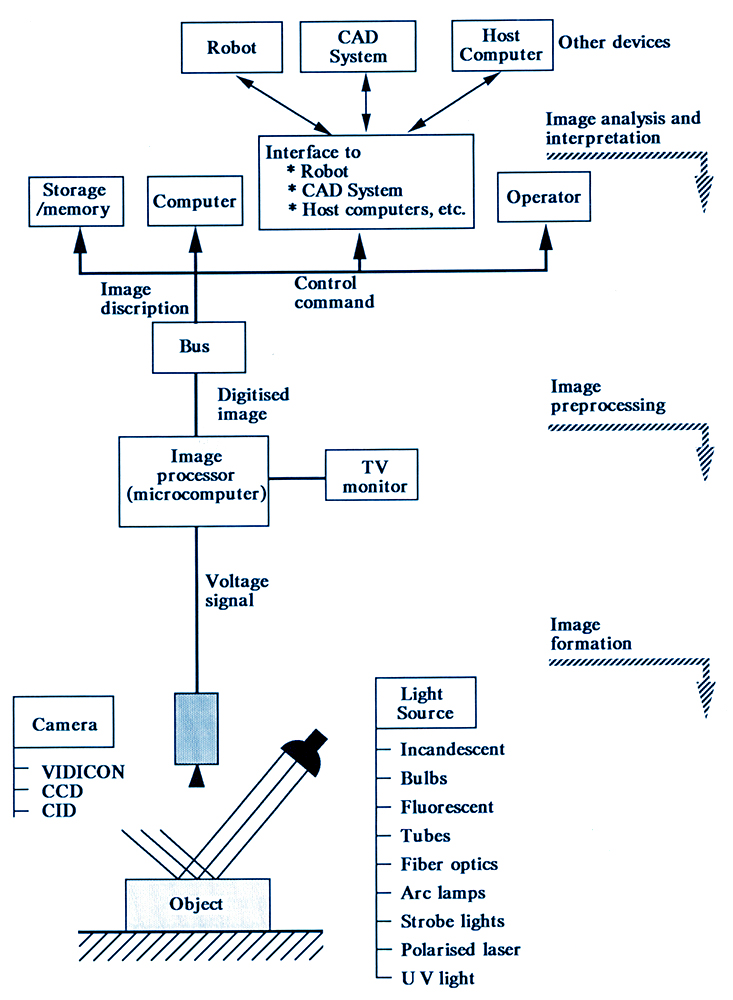 Robot
CAD
System
Host
Computer
Other devices
Image analysis and
interpretation
Interface to
* Robot
* CAD System
* Host computers, etc.
Storage
/memory
Computer
Operator
Image
discription
Control
command
Bus
Digitised
image
Image
preprocessing
Image
processor
(microcomputer)
TV
monitor
Voltage
signal
Image
formation
Camera
VIDICON
CCD
CID
Light
Source
Incandescent
Bulbs
Fluorescent
Tubes
Fiber optics
Arc lamps
Strobe lights
Polarised laser
U V light
Object